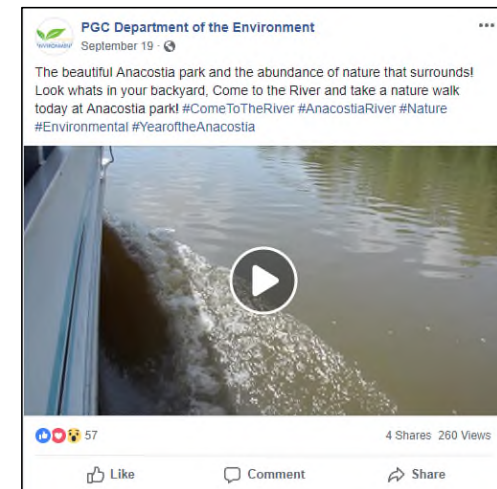 PGC Department of the Environment
September 19 ·
The beautiful Anacostia park and the abundance of nature that surrounds!
Look whats in your backyard, Come to the River and take a nature walk
today at Anacostia park! #ComeToTheRiver #AnacostiaRiver #Nature
#Environmental #YearoftheAnacostia
57
4 Shares 260 Views
Like Comment Share